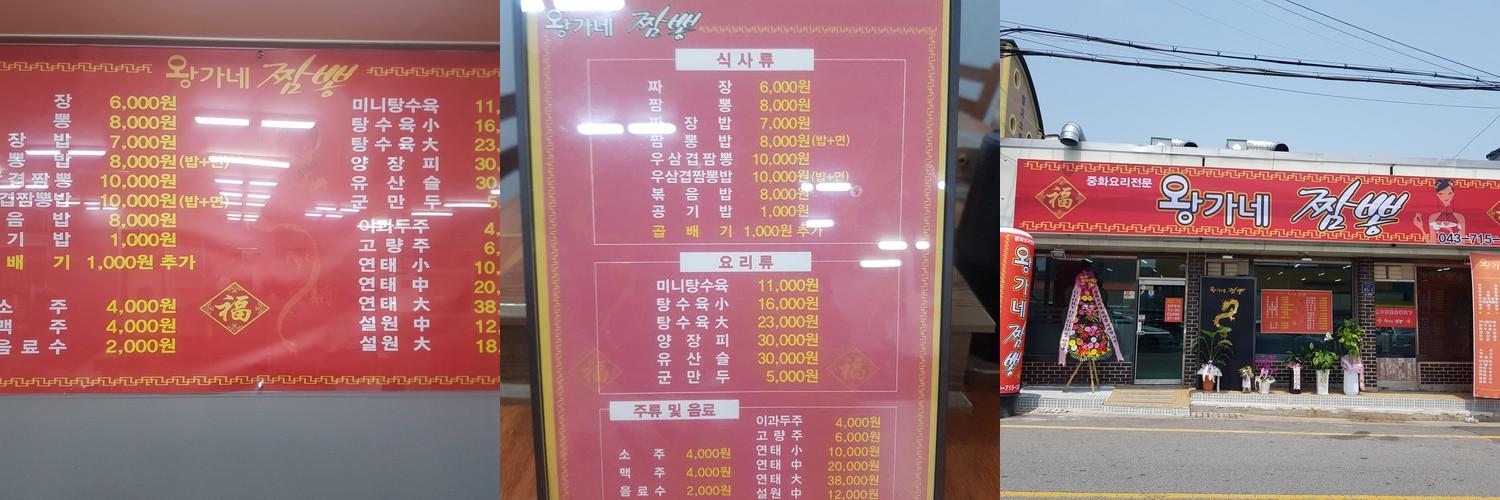 왕가네 짬뽕
장 6,000원
뽕 8,000원
장 밥 7,000원
뽕 밥 8,000원(밥+면)
겹짬뽕 10,000원
겹짬뽕밥 10,000원(밥+면)
음 밥 8,000원
기 밥 1,000원
배 기 1,000원 추가
소 주 4,000원
맥 주 4,000원
음료수 2,000원
福
미니탕수육 11,
탕수육小 16,
탕수육大 23,
양장피 30,
유산슬 30,
군만두 5,
이과두주 4,
고량주 6,
연태 小 10,
연태 中 20,
연태 大 38,
설원 中 12,
설원 大 18,
왕가네 짬뽕
식사류
짜 장 6,000원
짬 뽕 8,000원
짜 장 밥 7,000원
짬 뽕 밥 8,000원(밥+면)
우삼겹짬뽕 10,000원
우삼겹짬뽕밥 10,000원(밥+면)
볶 음 밥 8,000원
공 기 밥 1,000원
곱 배 기 1,000원 추가
요리류
미니탕수육 11,000원
탕수육小 16,000원
탕수육大 23,000원
양 장 피 30,000원
유 산 슬 30,000원
군 만 두 5,000원
福 福
주류 및 음료
소 주 4,000원
맥 주 4,000원
음료수 2,000원
이과두주 4,000원
고 량 주 6,000원
연태 小 10,000원
연태 中 20,000원
연태 大 38,000원
설원 中 12,000원
중화요리전문
福 왕가네 짬뽕
043-715-
왕가네 짬뽕
왕가네 짬뽕